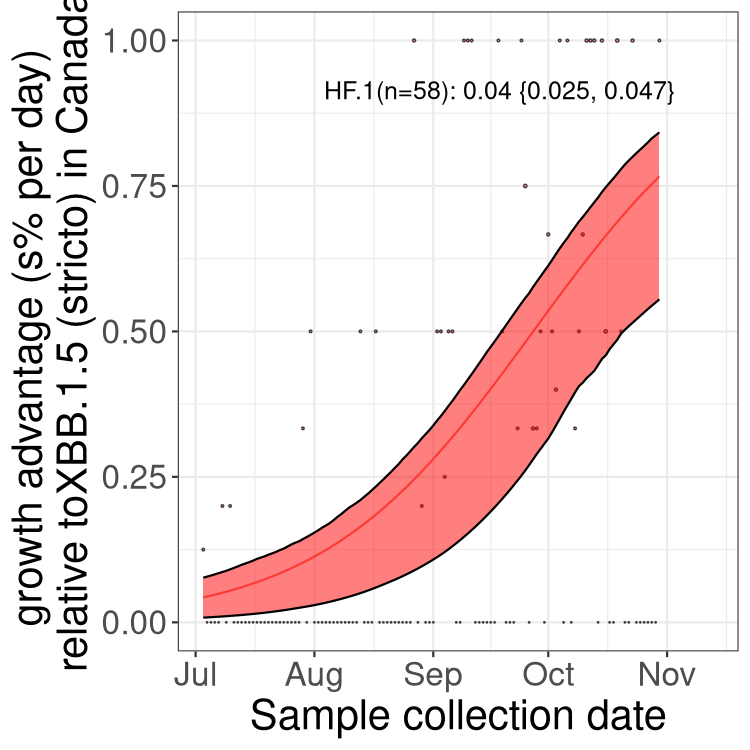 growth advantage (s% per day)
relative toXBB.1.5 (stricto) in Canada
1.00
0.75
0.50
0.25
0.00
HF.1(n=58): 0.04 {0.025, 0.047}
Jul Aug Sep Oct Nov
Sample collection date